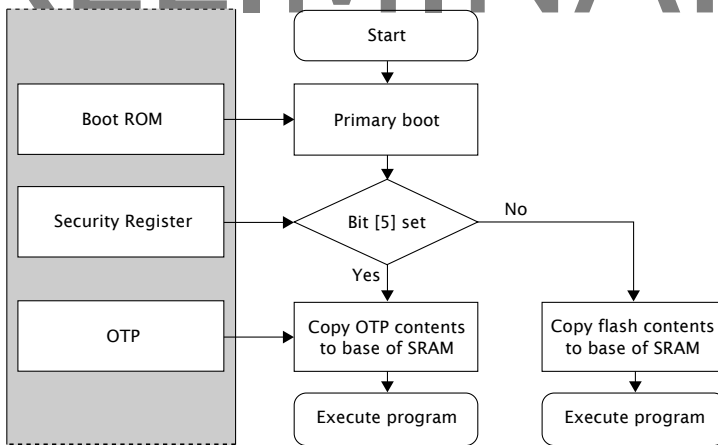 Start
Boot ROM
Primary boot
Security Register
Bit [5] set
No
Yes
OTP
Copy OTP contents
to base of SRAM
Copy flash contents
to base of SRAM
Execute program
Execute program